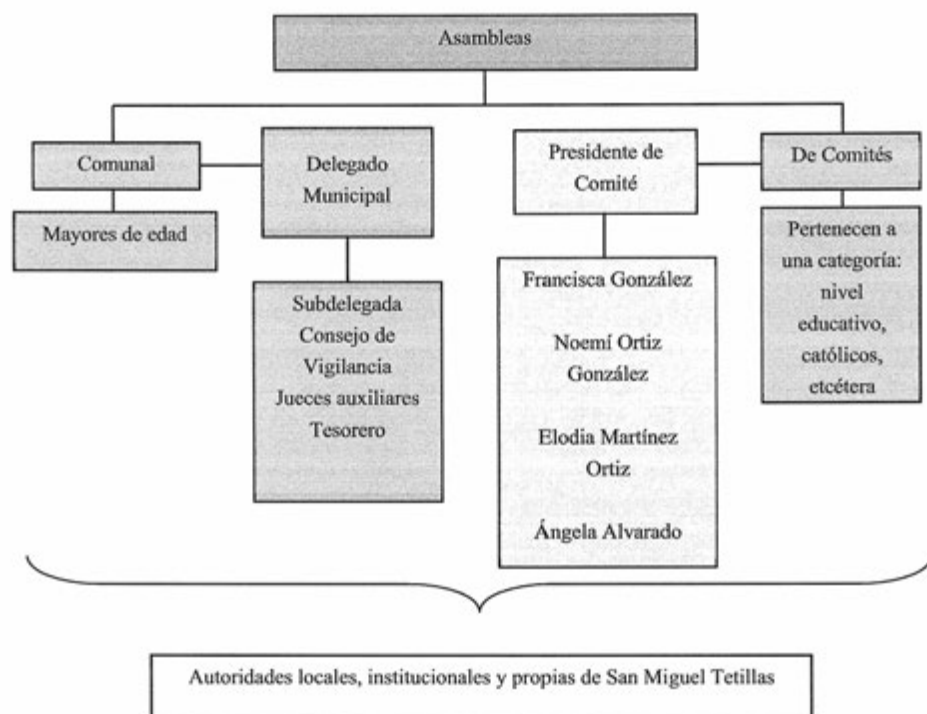 Asambleas
Comunal
Delegado
Municipal
Presidente de
Comité
De Comités
Mayores de edad
Subdelegada
Consejo de
Vigilancia
Jueces auxiliares
Tesorero
Francisca González
Noemí Ortiz
González
Elodia Martínez
Ortiz
Ángela Alvarado
Pertenecen a
una categoría:
nivel
educativo,
católicos,
etcétera
Autoridades locales, institucionales y propias de San Miguel Tetillas